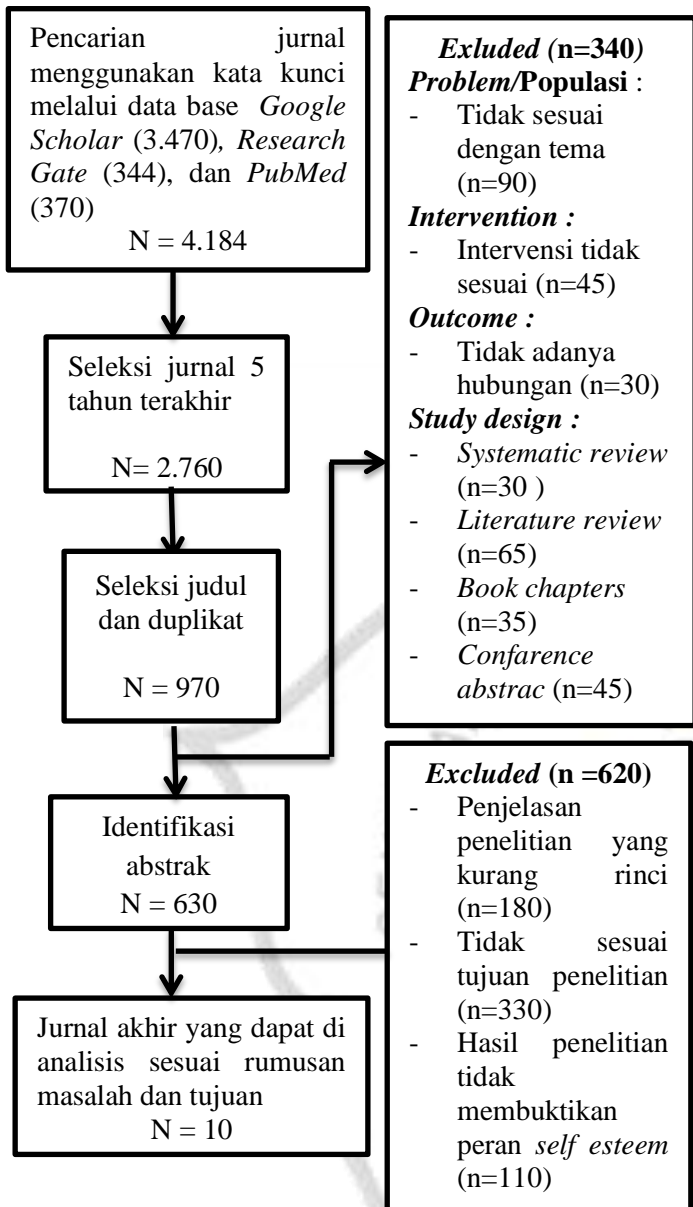 Pencarian jurnal
menggunakan kata kunci
melalui data base Google
Scholar (3.470), Research
Gate (344), dan PubMed
(370)
N = 4.184
Seleksi jurnal 5
tahun terakhir
N= 2.760
Seleksi judul
dan duplikat
N = 970
Identifikasi
abstrak
N = 630
Jurnal akhir yang dapat di
analisis sesuai rumusan
masalah dan tujuan
N = 10
Exluded (n=340)
Problem/Populasi :
- Tidak sesuai
dengan tema
(n=90)
Intervention :
- Intervensi tidak
sesuai (n=45)
Outcome :
- Tidak adanya
hubungan (n=30)
Study design :
- Systematic review
(n=30 )
- Literature review
(n=65)
- Book chapters
(n=35)
- Confarence
abstrac (n=45)
Excluded (n =620)
- Penjelasan
penelitian yang
kurang rinci
(n=180)
- Tidak sesuai
tujuan penelitian
(n=330)
- Hasil penelitian
tidak
membuktikan
peran self esteem
(n=110)